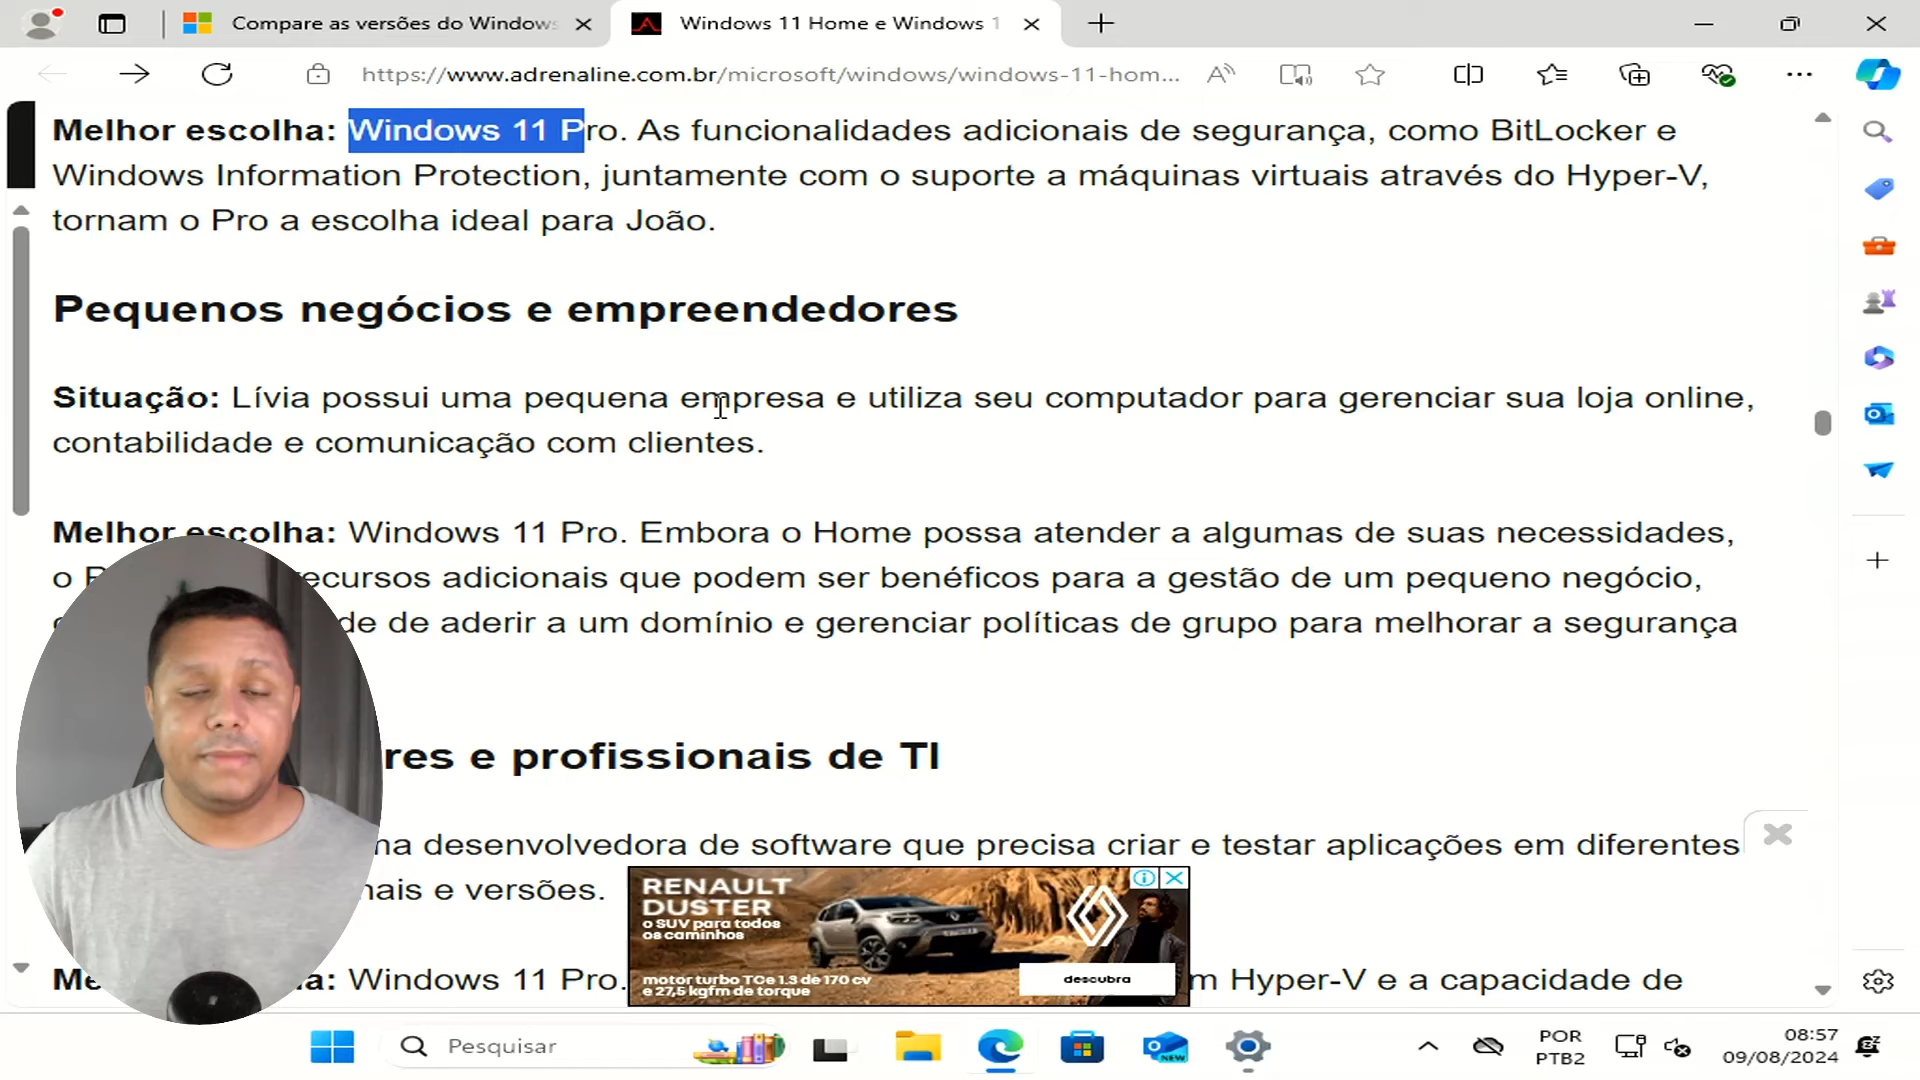 Compare as versões do Window
Windows 11 Home e Windows 1
https://www.adrenaline.com.br/microsoft/windows/windows-11-hom...
Melhor escolha: Windows 11 Pro. As funcionalidades adicionais de segurança, como BitLocker e
Windows Information Protection, juntamente com o suporte a máquinas virtuais através do Hyper-V,
tornam o Pro a escolha ideal para João.
Pequenos negócios e empreendedores
Situação: Lívia possui uma pequena empresa e utiliza seu computador para gerenciar sua loja online,
contabilidade e comunicação com clientes.
Melhor escolha: Windows 11 Pro. Embora o Home possa atender a algumas de suas necessidades,
o recursos adicionais que podem ser benéficos para a gestão de um pequeno negócio,
de de aderir a um domínio e gerenciar políticas de grupo para melhorar a segurança
res e profissionais de TI
ma desenvolvedora de software que precisa criar e testar aplicações em diferentes
nais e versões.
RENAULT
DUSTER
o SUV para todos
os caminhos
motor turbo TCe 1.3 de 170 cv
e 27,5 kgfm de torque
descubra
Me a: Windows 11 Pro. m Hyper-V e a capacidade de
Pesquisar
NEW
POR
PTB2
08:57
09/08/2024